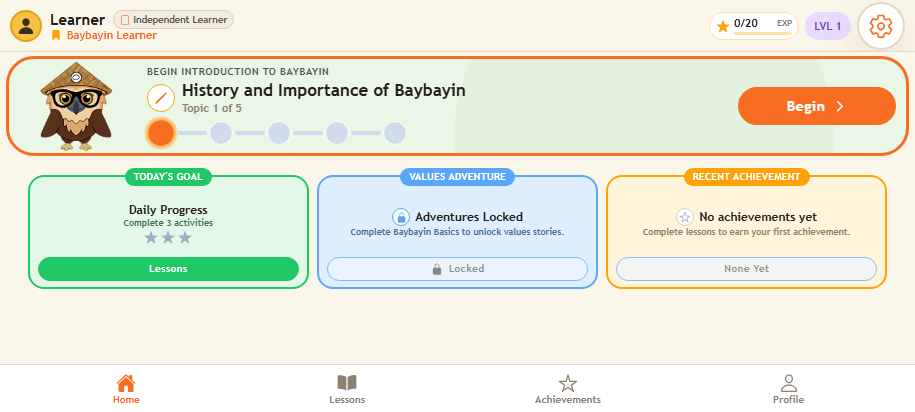 Learner
Independent Learner
Baybayin Learner
0/20 EXP
LVL 1
BEGIN INTRODUCTION TO BAYBAYIN
History and Importance of Baybayin
Topic 1 of 5
Begin
TODAY'S GOAL
Daily Progress
Complete 3 activities
Lessons
VALUES ADVENTURE
Adventures Locked
Complete Baybayin Basics to unlock values stories.
Locked
RECENT ACHIEVEMENT
No achievements yet
Complete lessons to earn your first achievement.
None Yet
Home
Lessons
Achievements
Profile